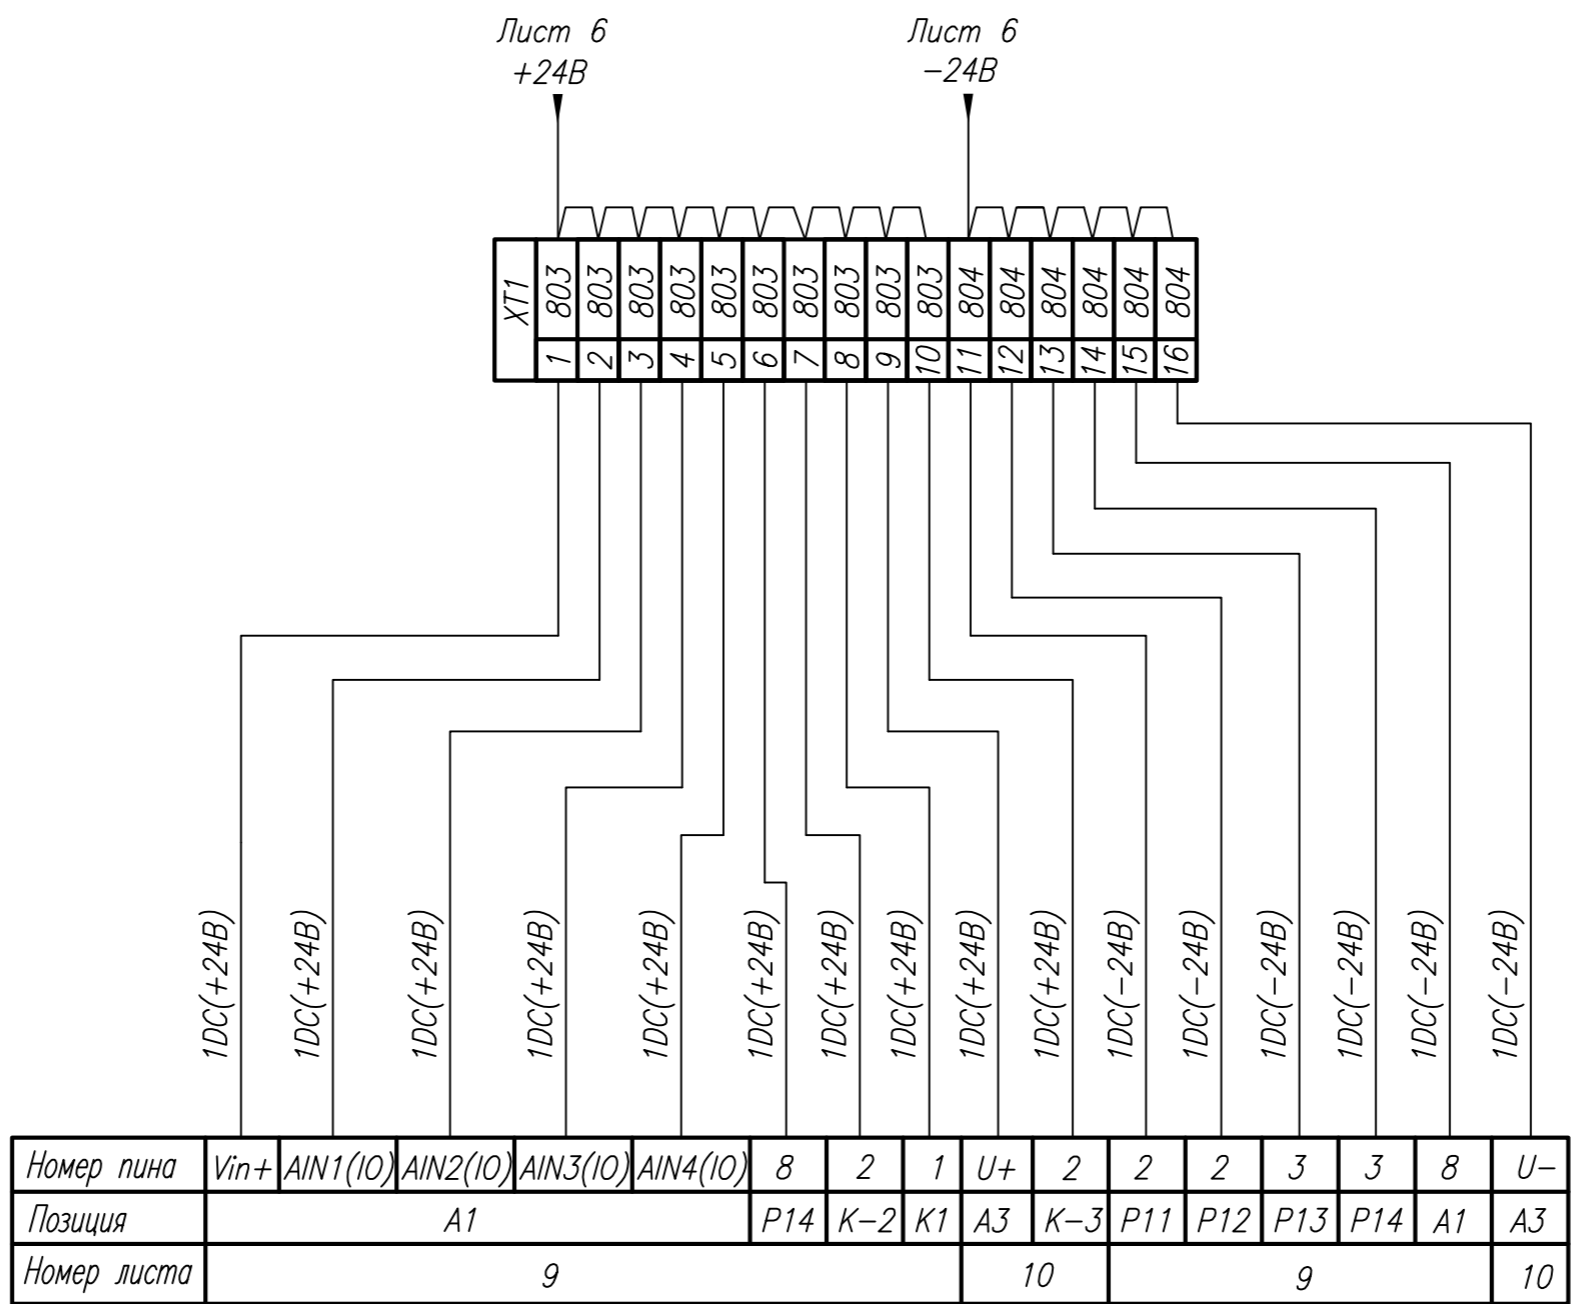 Лист 6
+24В
Лист 6
-24В
XT1 803 803 803 803 803 803 803 803 803 803 804 804 804 804 804 804
1 2 3 4 5 6 7 8 9 10 11 12 13 14 15 16
1DC(+24В) 1DC(+24В) 1DC(+24В) 1DC(+24В) 1DC(+24В) 1DC(+24В) 1DC(+24В) 1DC(+24В) 1DC(+24В) 1DC(+24В) 1DC(-24В) 1DC(-24В) 1DC(-24В) 1DC(-24В) 1DC(-24В) 1DC(-24В)
Номер пина Vin+ AIN1(IO) AIN2(IO) AIN3(IO) AIN4(IO) 8 2 1 U+ 2 2 2 3 3 8 U-
Позиция A1 P14 K-2 K1 A3 K-3 P11 P12 P13 P14 A1 A3
Номер листа 9 10 9 10